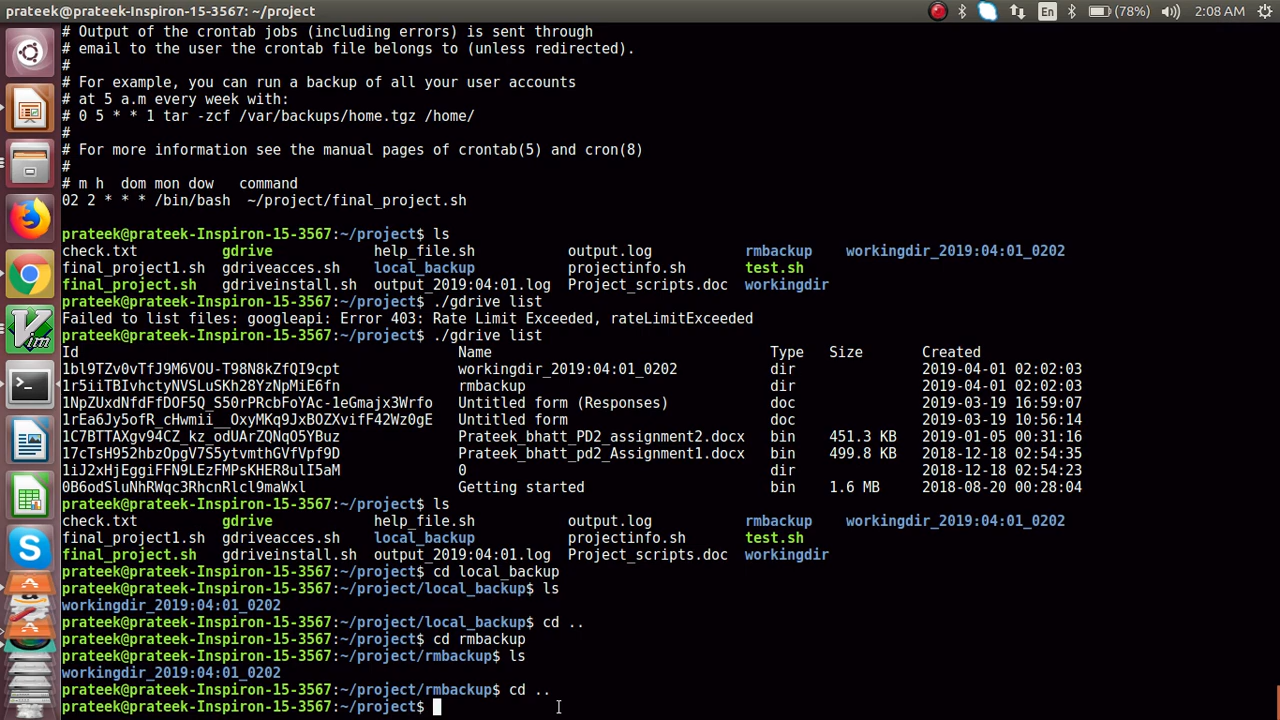 prateek@prateek-Inspiron-15-3567: ~/project
En
(78%)
2:08 AM
# Output of the crontab jobs (including errors) is sent through
# email to the user the crontab file belongs to (unless redirected).
#
# For example, you can run a backup of all your user accounts
# at 5 a.m every week with:
# 0 5 * * 1 tar -zcf /var/backups/home.tgz /home/
#
# For more information see the manual pages of crontab(5) and cron(8)
#
# m h  dom mon dow   command
02 2 * * * /bin/bash  ~/project/final_project.sh
prateek@prateek-Inspiron-15-3567:~/project$ ls
check.txt          gdrive            help_file.sh           output.log           rmbackup    workingdir_2019:04:01_0202
final_project1.sh  gdriveacces.sh    local_backup           projectinfo.sh       test.sh
final_project.sh   gdriveinstall.sh  output_2019:04:01.log  Project_scripts.doc  workingdir
prateek@prateek-Inspiron-15-3567:~/project$ ./gdrive list
Failed to list files: googleapi: Error 403: Rate Limit Exceeded, rateLimitExceeded
prateek@prateek-Inspiron-15-3567:~/project$ ./gdrive list
Id                                             Name                              Type   Size       Created
1bl9TZv0vTfJ9M6VOU-T98N8kZfQI9cpt              workingdir_2019:04:01_0202        dir               2019-04-01 02:02:03
1r5iiTBIvhctyNVSLuSKh28YzNpMiE6fn              rmbackup                          dir               2019-04-01 02:02:03
1NpZUxdNfdFfDOF5Q_S50rPRcbFoYAc-1eGmajx3Wrfo   Untitled form (Responses)         doc               2019-03-19 16:59:07
1rEa6Jy5ofR_cHwmii__OxyMKq9JxBOZXvifF42Wz0gE   Untitled form                     doc               2019-03-19 10:56:14
1C7BTTAXgv94CZ_kz_odUArZQNqO5YBuz              Prateek_bhatt_PD2_assignment2.docx   bin    451.3 KB   2019-01-05 00:31:16
17cTsH952hbzOpgV7S5ytvmthGVfVpf9D              Prateek_bhatt_pd2_Assignment1.docx   bin    499.8 KB   2018-12-18 02:54:35
1iJ2xHjEggiFFN9LEzFMPsKHER8ulI5aM              0                                 dir               2018-12-18 02:54:23
0B6odSluNhRWqc3RhcnRlcl9maWxl                  Getting started                   bin    1.6 MB     2018-08-20 00:28:04
prateek@prateek-Inspiron-15-3567:~/project$ ls
check.txt          gdrive            help_file.sh           output.log           rmbackup    workingdir_2019:04:01_0202
final_project1.sh  gdriveacces.sh    local_backup           projectinfo.sh       test.sh
final_project.sh   gdriveinstall.sh  output_2019:04:01.log  Project_scripts.doc  workingdir
prateek@prateek-Inspiron-15-3567:~/project$ cd local_backup
prateek@prateek-Inspiron-15-3567:~/project/local_backup$ ls
workingdir_2019:04:01_0202
prateek@prateek-Inspiron-15-3567:~/project/local_backup$ cd ..
prateek@prateek-Inspiron-15-3567:~/project$ cd rmbackup
prateek@prateek-Inspiron-15-3567:~/project/rmbackup$ ls
workingdir_2019:04:01_0202
prateek@prateek-Inspiron-15-3567:~/project/rmbackup$ cd ..
prateek@prateek-Inspiron-15-3567:~/project$